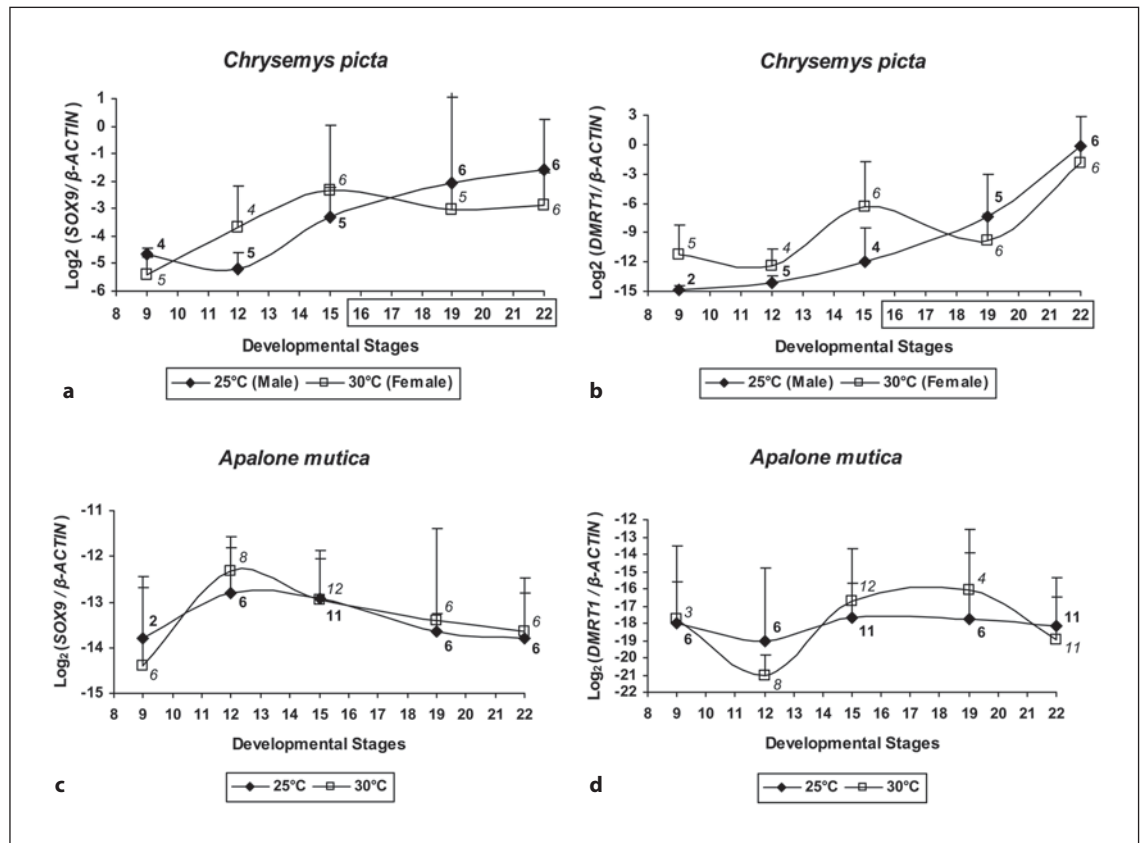 Chrysemys picta
Log2 (SOX9/ β-ACTIN )
1
0
-1
-2
-3
-4
-5
-6
4
5
4
5
6
5
6
5
6
6
8 9 10 11 12 13 14 15 16 17 18 19 20 21 22
Developmental Stages
25°C (Male) 30°C (Female)
a
Chrysemys picta
Log2 (DMRT1/ β-ACTIN )
3
0
-3
-6
-9
-12
-15
5
2
4
5
6
4
5
6
6
6
8 9 10 11 12 13 14 15 16 17 18 19 20 21 22
Developmental Stages
25°C (Male) 30°C (Female)
b
Apalone mutica
Log2 (SOX9 / β-ACTIN)
-11
-12
-13
-14
-15
2
6
8
6
12
11
6
6
6
6
8 9 10 11 12 13 14 15 16 17 18 19 20 21 22
Developmental Stages
25°C 30°C
c
Apalone mutica
Log2 (DMRT1 / β-ACTIN)
-12
-13
-14
-15
-16
-17
-18
-19
-20
-21
-22
3
6
6
8
12
11
4
6
11
11
8 9 10 11 12 13 14 15 16 17 18 19 20 21 22
Developmental Stages
25°C 30°C
d